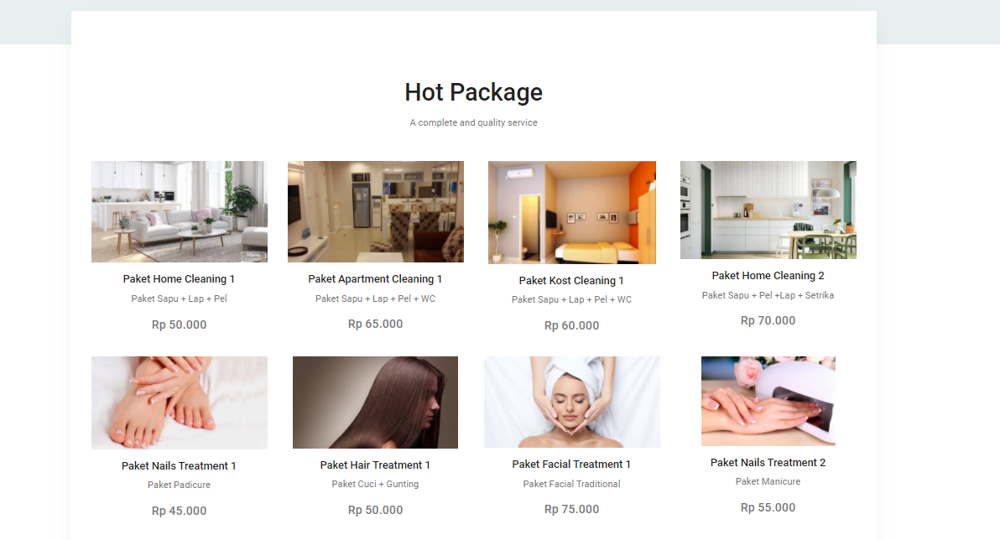 Hot Package
A complete and quality service
Paket Home Cleaning 1
Paket Sapu + Lap + Pel
Rp 50.000
Paket Apartment Cleaning 1
Paket Sapu + Lap + Pel + WC
Rp 65.000
Paket Kost Cleaning 1
Paket Sapu + Lap + Pel + WC
Rp 60.000
Paket Home Cleaning 2
Paket Sapu + Pel +Lap + Setrika
Rp 70.000
Paket Nails Treatment 1
Paket Padicure
Rp 45.000
Paket Hair Treatment 1
Paket Cuci + Gunting
Rp 50.000
Paket Facial Treatment 1
Paket Facial Traditional
Rp 75.000
Paket Nails Treatment 2
Paket Manicure
Rp 55.000